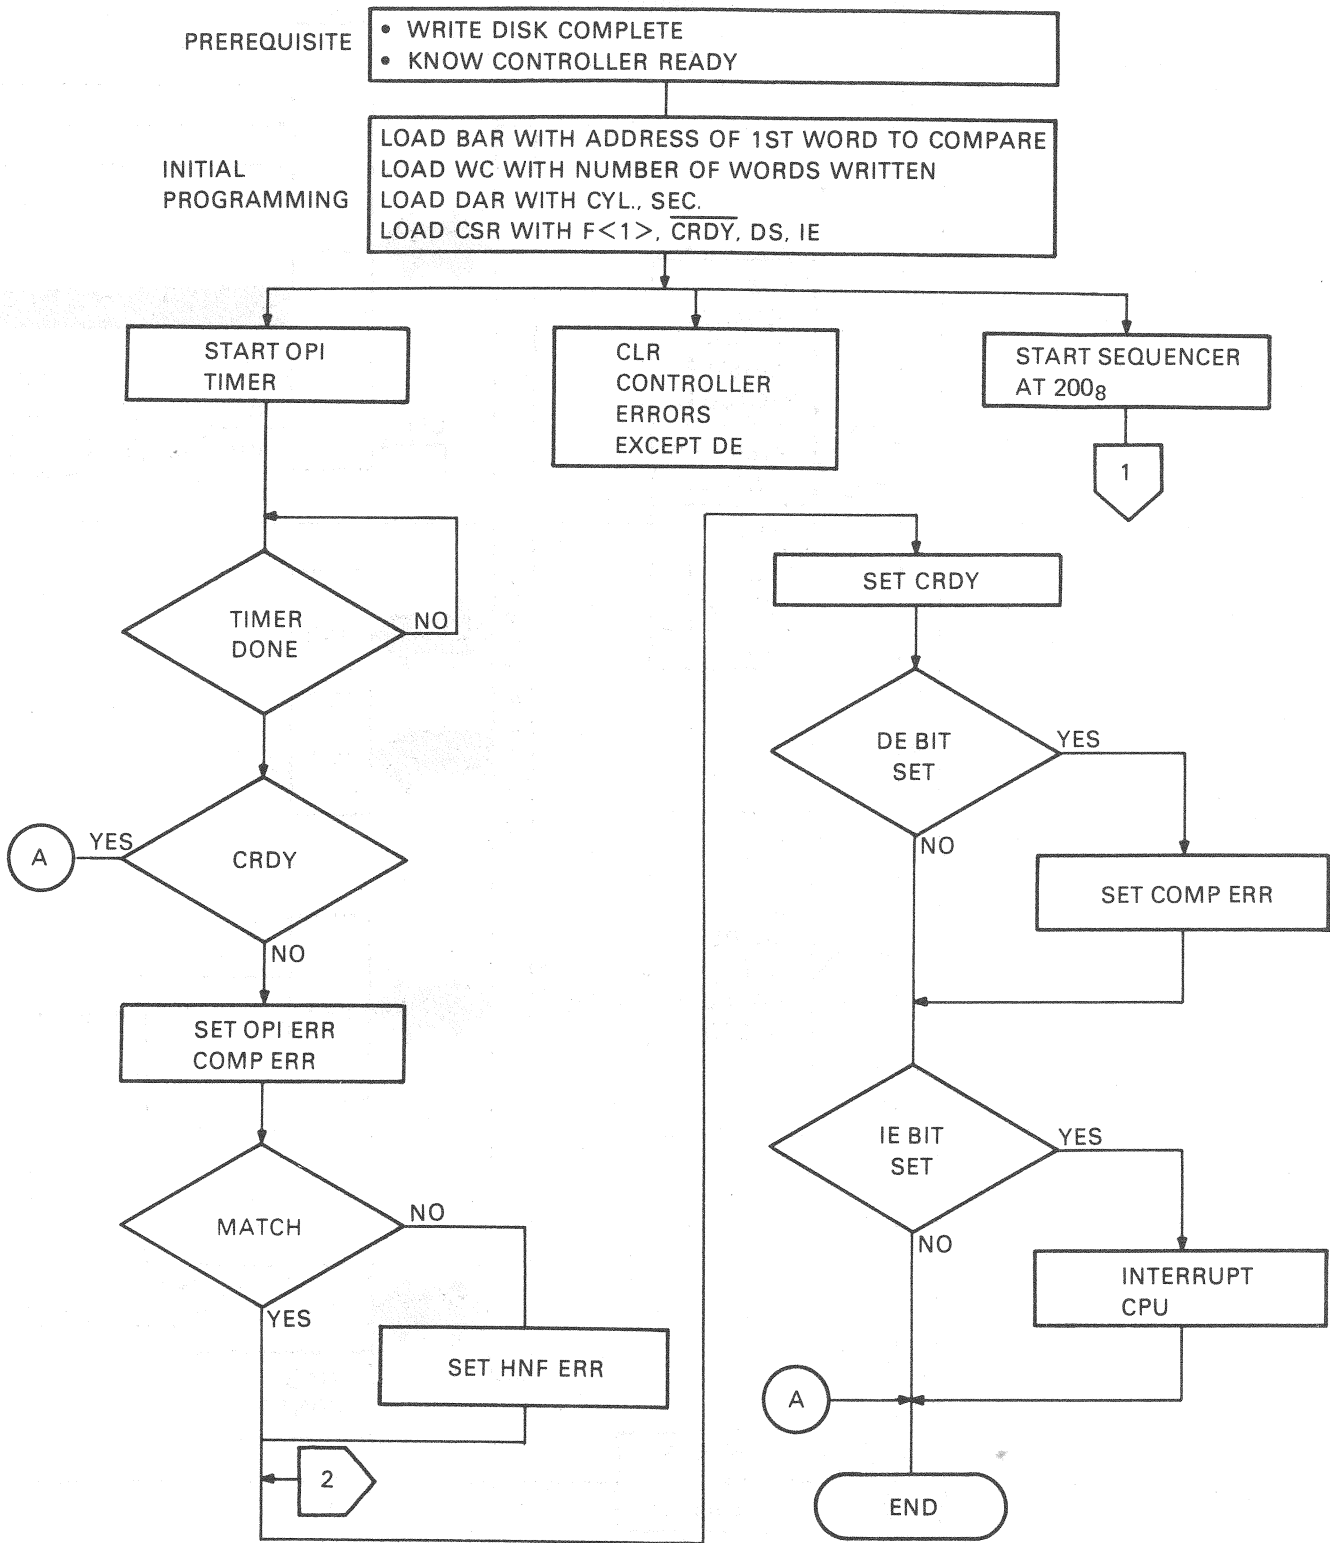 PREREQUISITE
• WRITE DISK COMPLETE
• KNOW CONTROLLER READY
INITIAL
PROGRAMMING
LOAD BAR WITH ADDRESS OF 1ST WORD TO COMPARE
LOAD WC WITH NUMBER OF WORDS WRITTEN
LOAD DAR WITH CYL., SEC.
LOAD CSR WITH F<1>, C̅R̅D̅Y̅, DS, IE
START OPI
TIMER
CLR
CONTROLLER
ERRORS
EXCEPT DE
START SEQUENCER
AT 200₈
1
TIMER
DONE
NO
CRDY
YES
A
NO
SET OPI ERR
COMP ERR
MATCH
NO
YES
SET HNF ERR
2
SET CRDY
DE BIT
SET
YES
NO
SET COMP ERR
IE BIT
SET
YES
NO
INTERRUPT
CPU
A
END